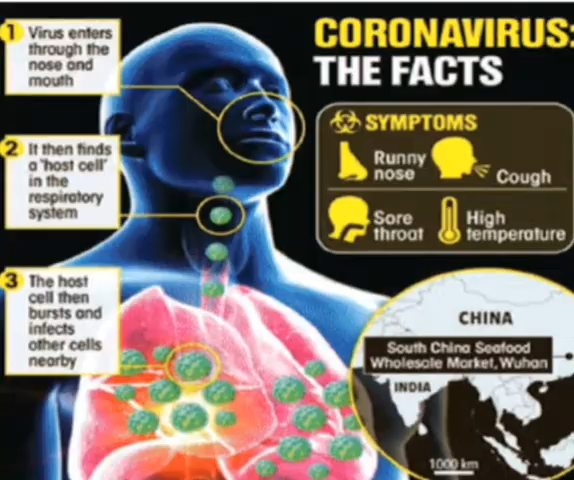 CORONAVIRUS:
THE FACTS
1 Virus enters
through the
nose and
mouth
2 It then finds
a 'host cell'
in the
respiratory
system
3 The host
cell then
bursts and
infects
other cells
nearby
SYMPTOMS
Runny
nose
Cough
Sore
throat
High
temperature
CHINA
South China Seafood
Wholesale Market, Wuhan
INDIA
1000 km